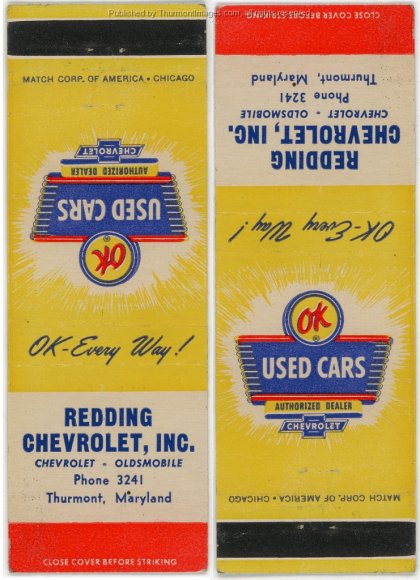 Published by ThurmontImages.com, all rights reserved
MATCH CORP. OF AMERICA • CHICAGO
CHEVROLET
AUTHORIZED DEALER
USED CARS
OK
OK-Every Way!
REDDING
CHEVROLET, INC.
CHEVROLET - OLDSMOBILE
Phone 3241
Thurmont, Maryland
CLOSE COVER BEFORE STRIKING
CLOSE COVER BEFORE STRIKING
Thurmont, Maryland
Phone 3241
CHEVROLET - OLDSMOBILE
CHEVROLET, INC.
REDDING
OK-Every Way!
OK
USED CARS
AUTHORIZED DEALER
CHEVROLET
MATCH CORP. OF AMERICA • CHICAGO